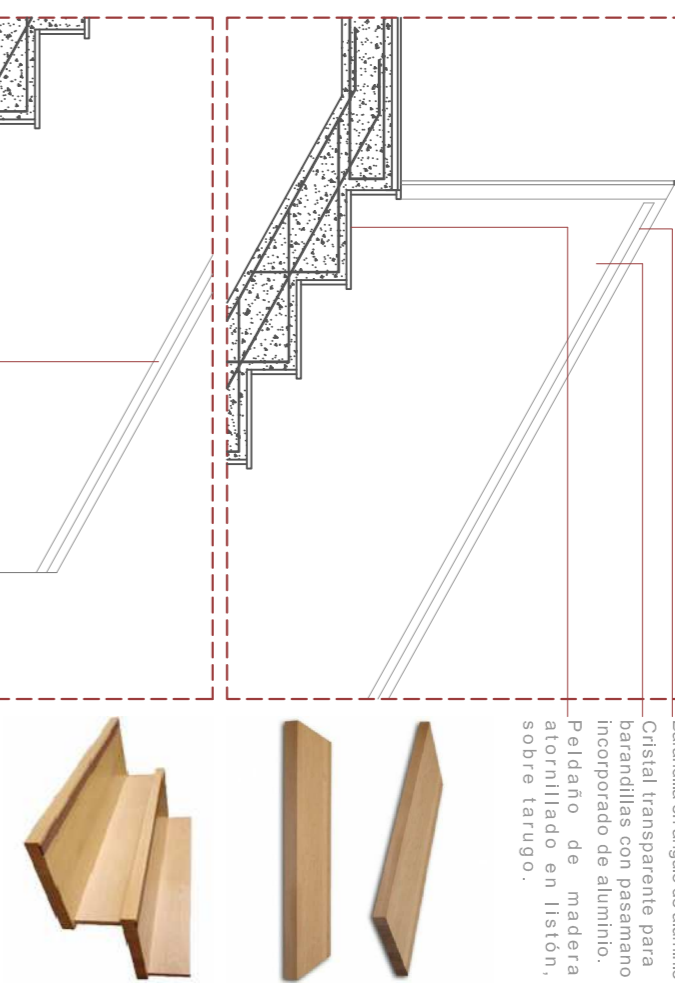 Cristal transparente para
barandillas con pasamano
incorporado de aluminio.
Peldaño de madera
atornillado en listón,
sobre tarugo.